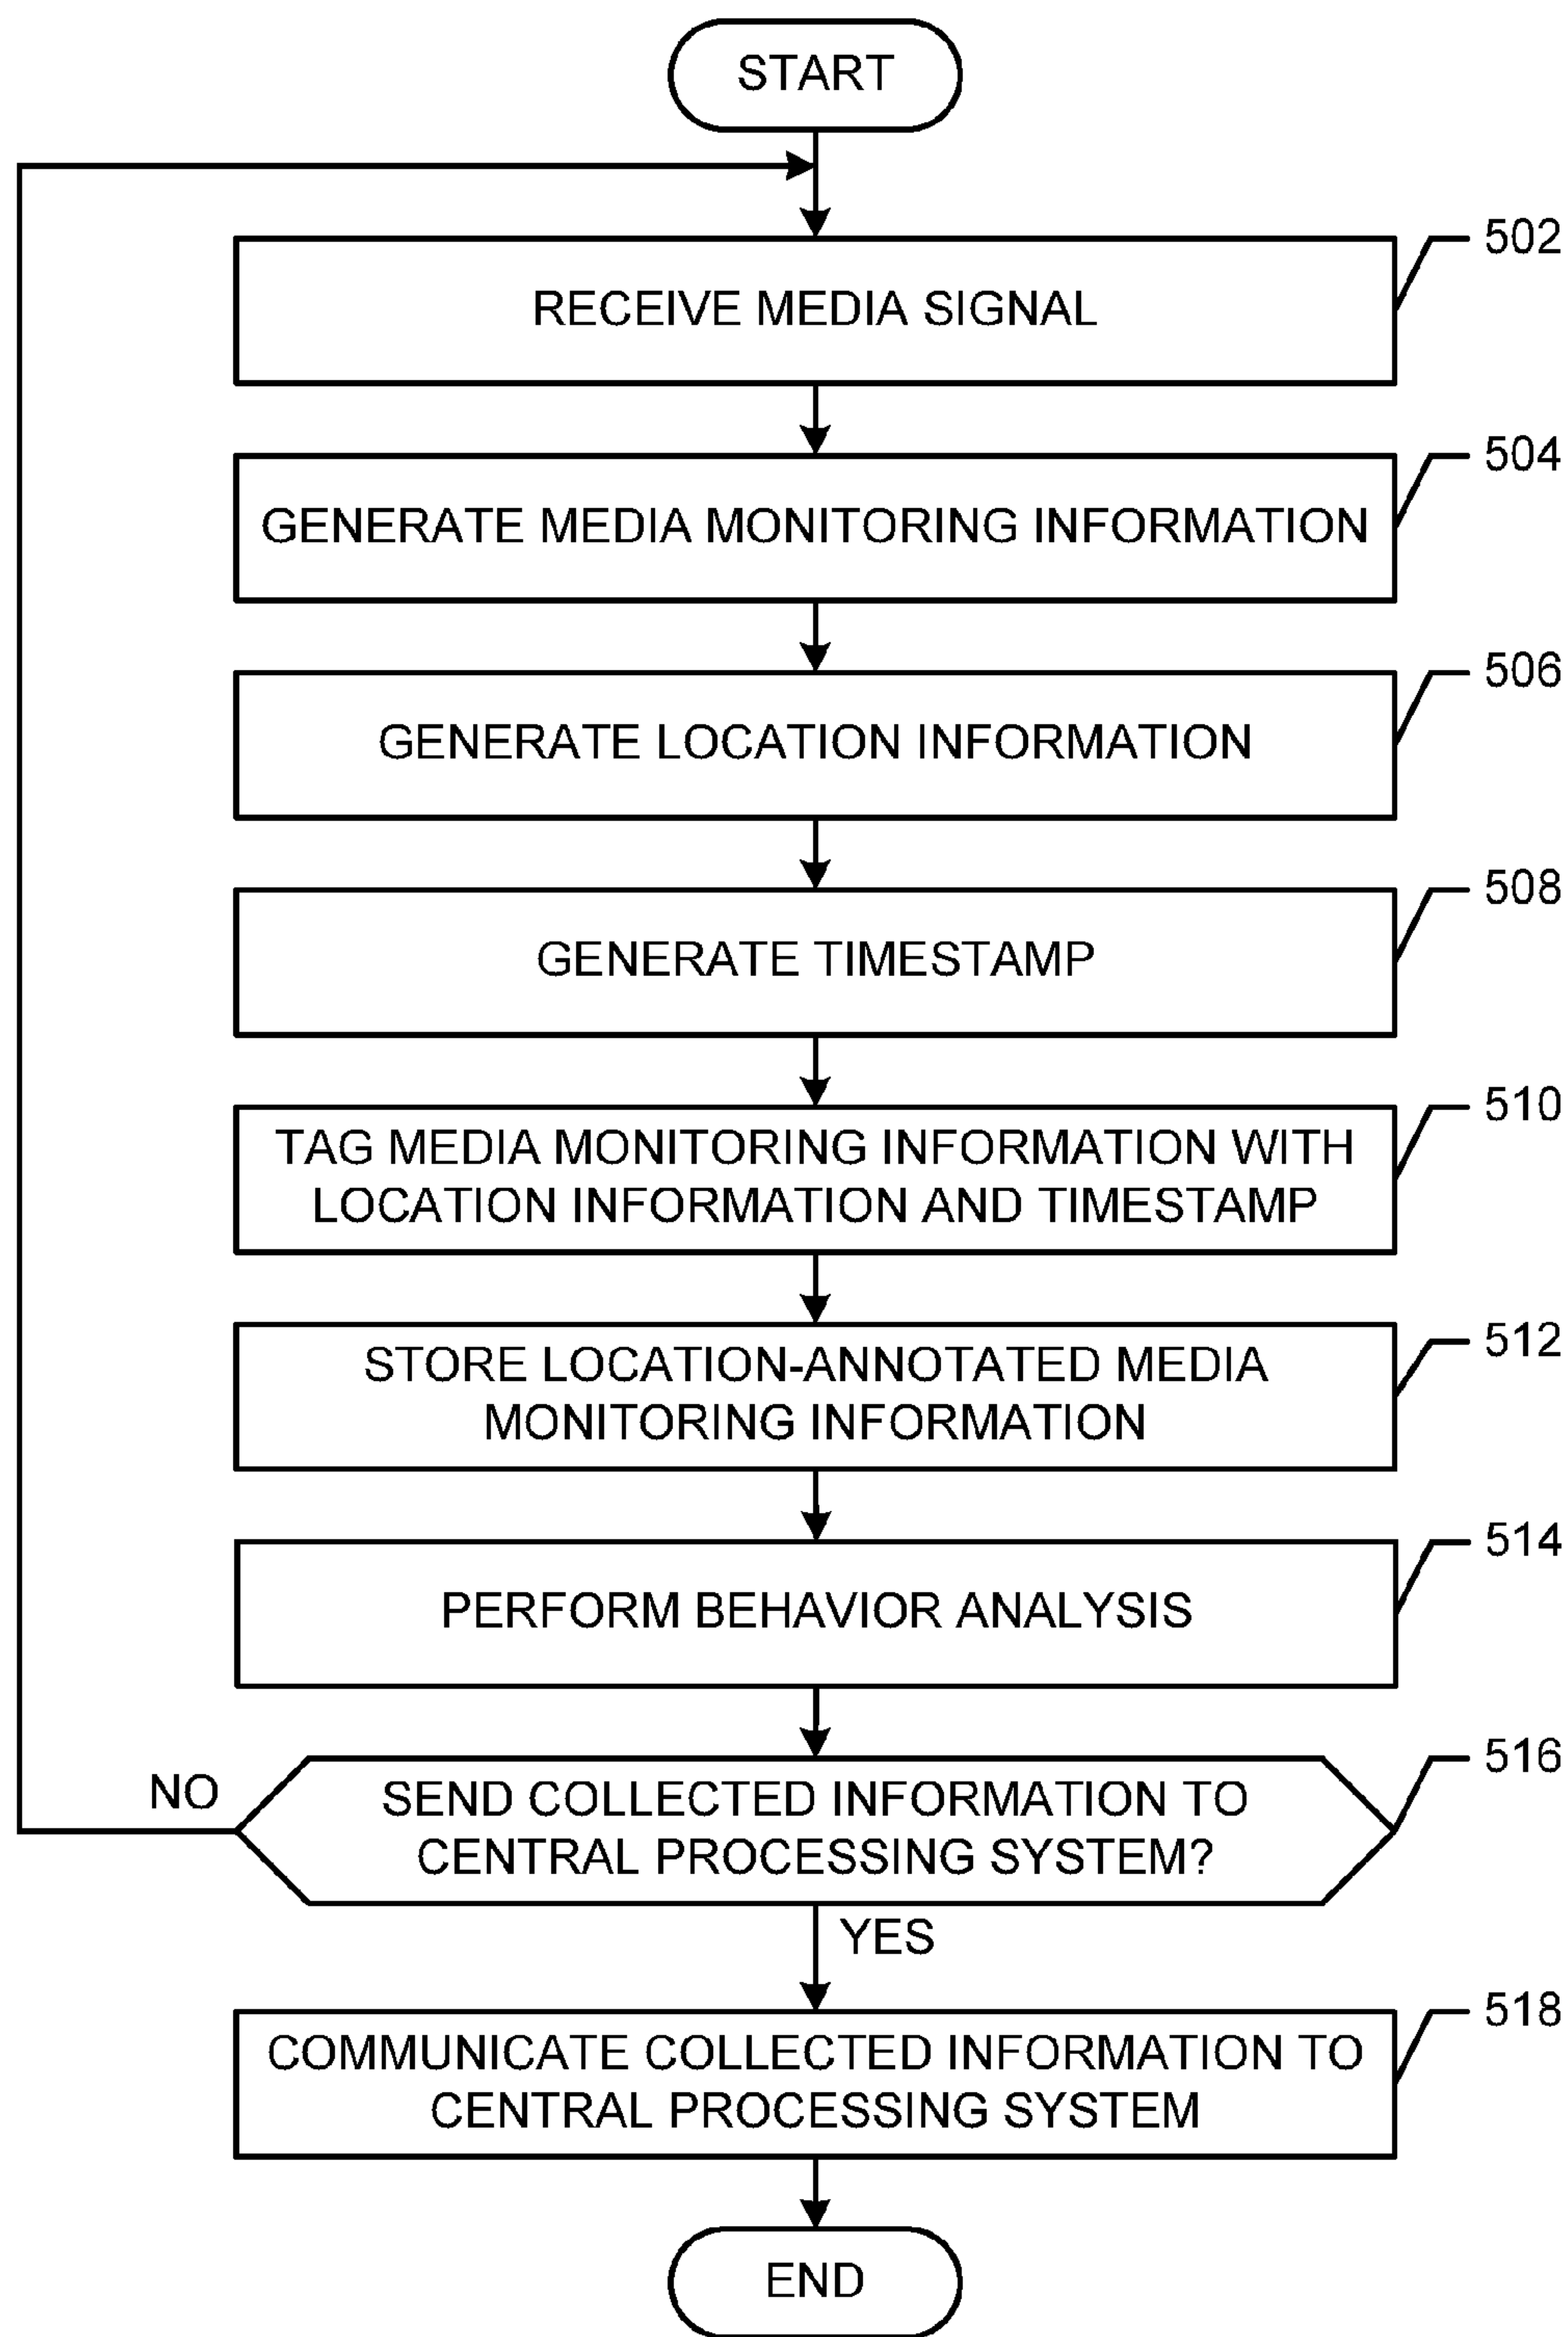 START
502
RECEIVE MEDIA SIGNAL
504
GENERATE MEDIA MONITORING INFORMATION
506
GENERATE LOCATION INFORMATION
508
GENERATE TIMESTAMP
510
TAG MEDIA MONITORING INFORMATION WITH
LOCATION INFORMATION AND TIMESTAMP
512
STORE LOCATION-ANNOTATED MEDIA
MONITORING INFORMATION
514
PERFORM BEHAVIOR ANALYSIS
516
NO
SEND COLLECTED INFORMATION TO
CENTRAL PROCESSING SYSTEM?
YES
518
COMMUNICATE COLLECTED INFORMATION TO
CENTRAL PROCESSING SYSTEM
END